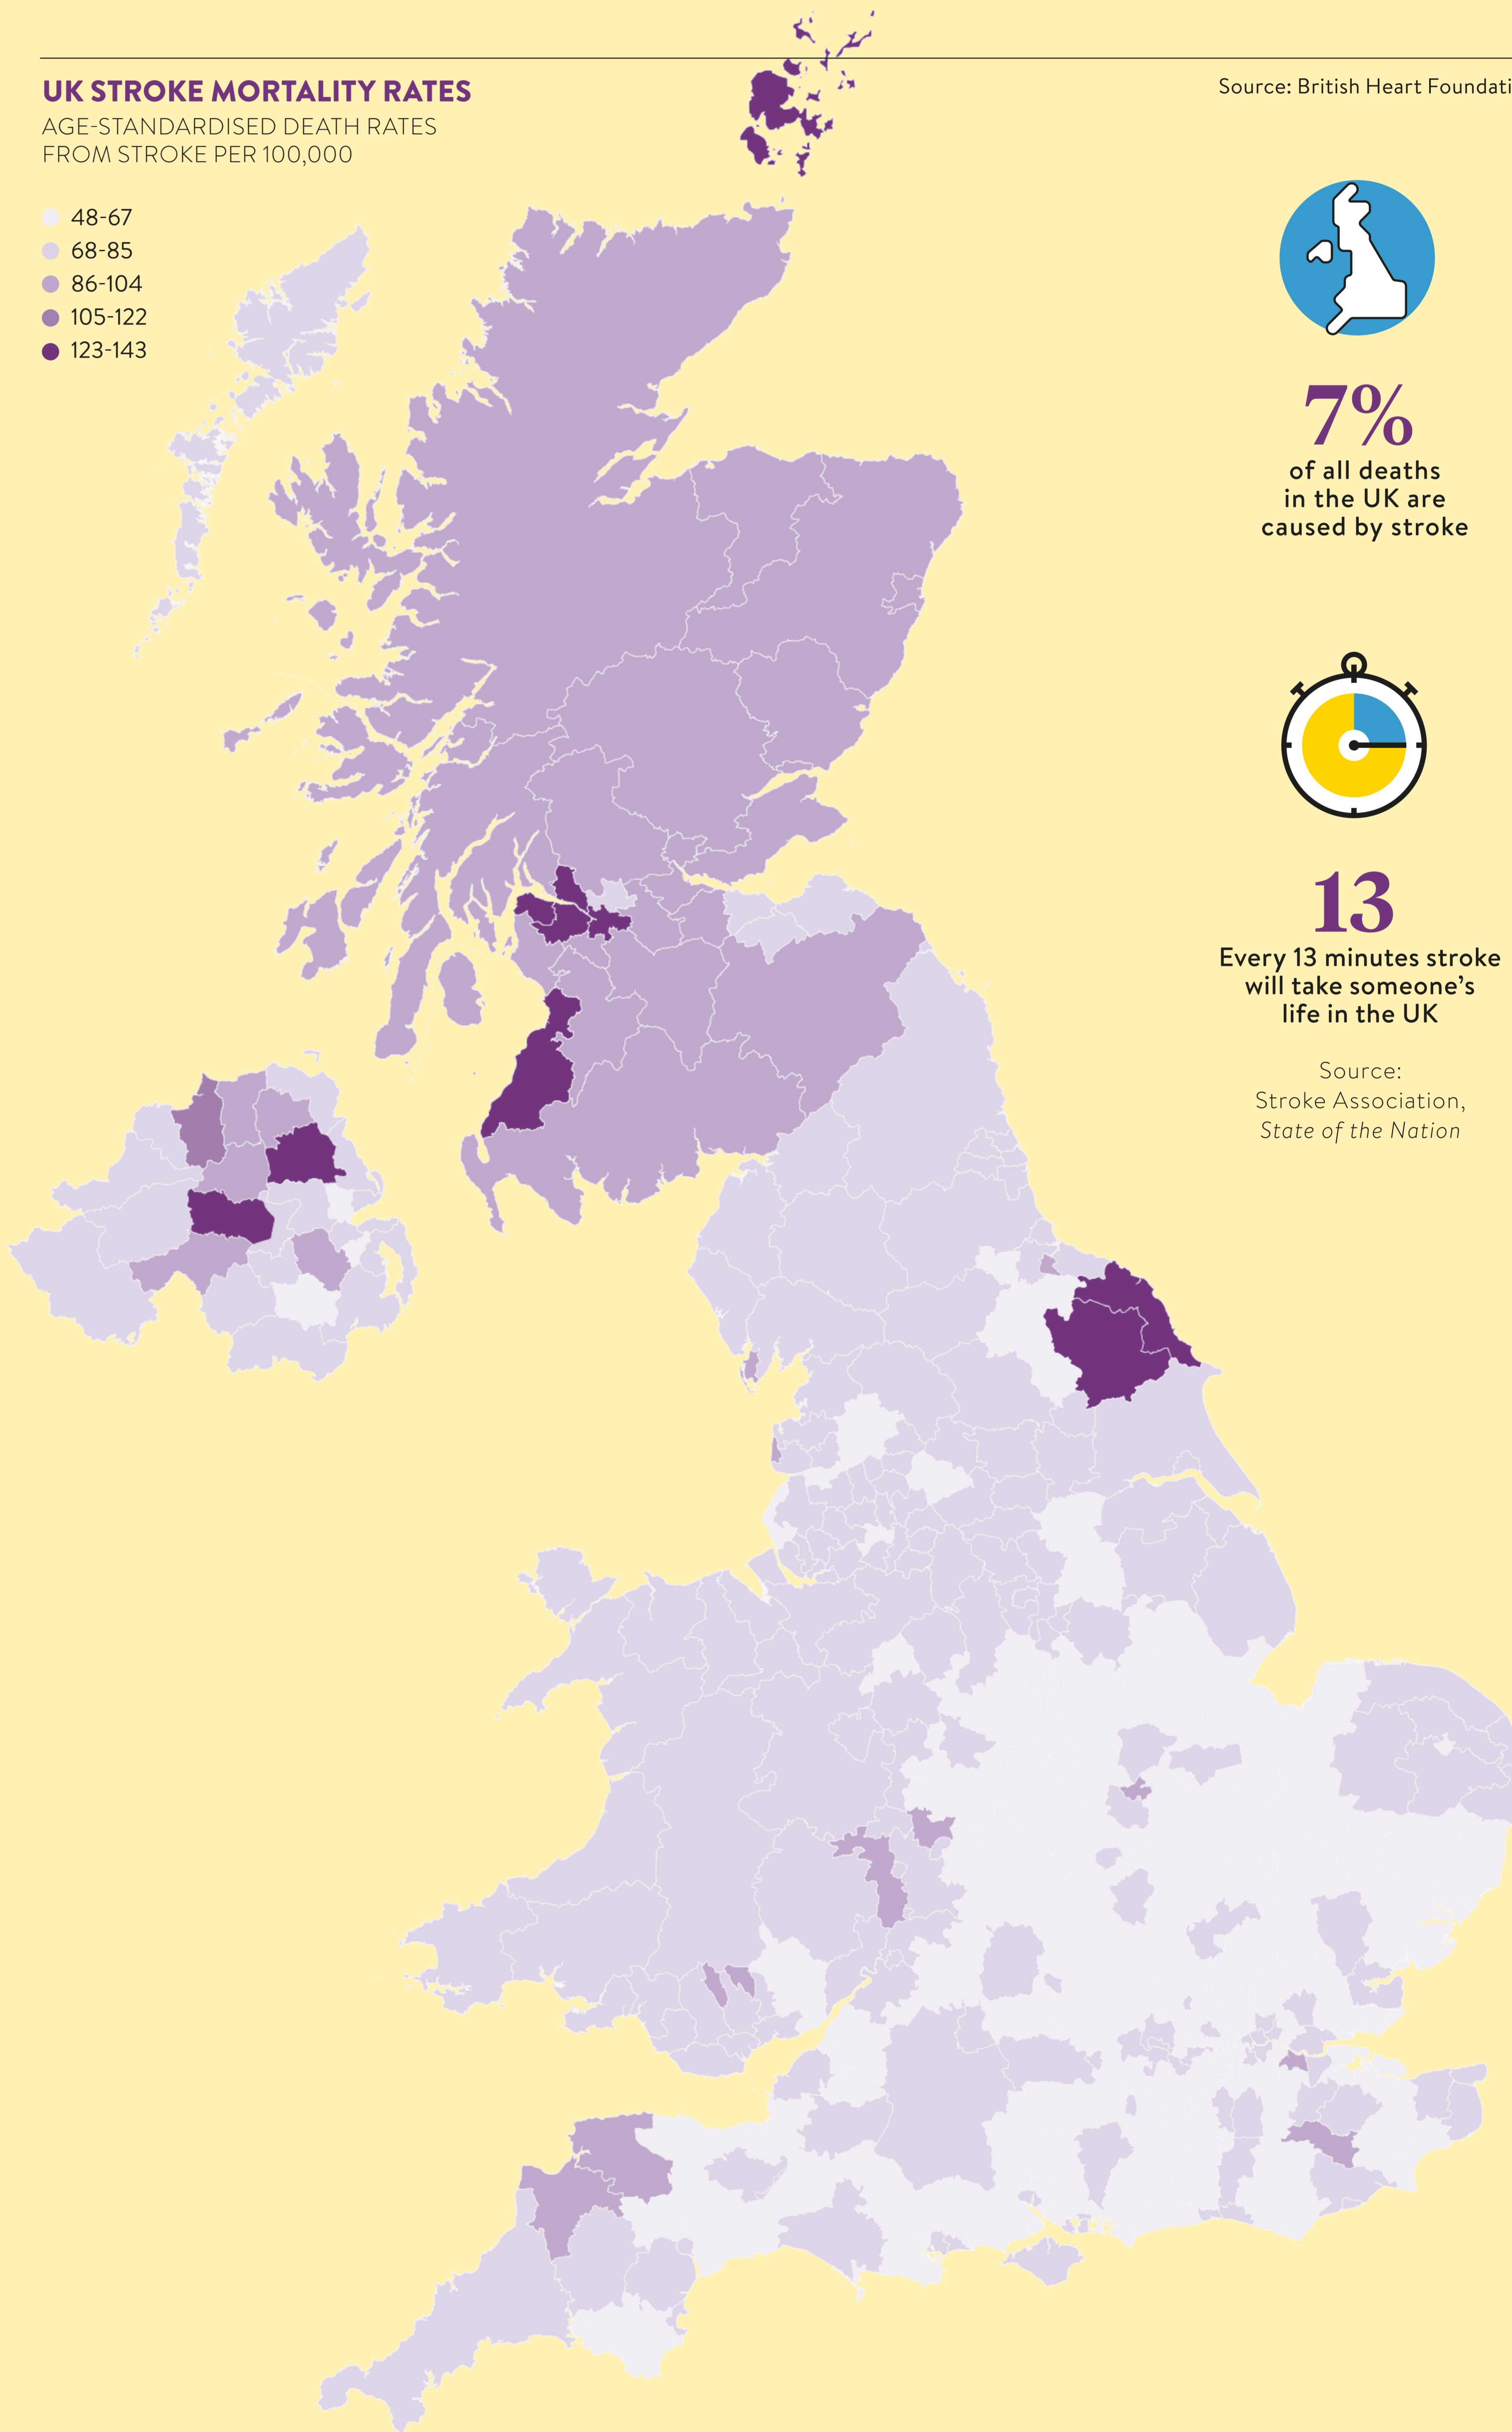 UK STROKE MORTALITY RATES
AGE-STANDARDISED DEATH RATES
FROM STROKE PER 100,000
48-67
68-85
86-104
105-122
123-143
Source: British Heart Foundati
7%
of all deaths
in the UK are
caused by stroke
13
Every 13 minutes stroke
will take someone’s
life in the UK
Source:
Stroke Association,
State of the Nation